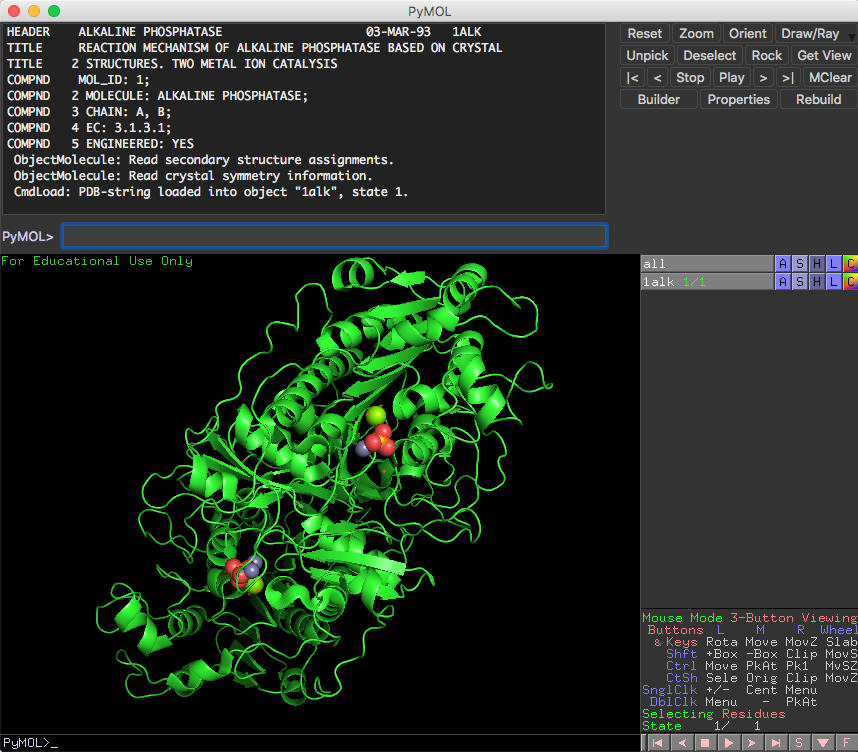 PyMOL
HEADER ALKALINE PHOSPHATASE 03-MAR-93 1ALK
TITLE REACTION MECHANISM OF ALKALINE PHOSPHATASE BASED ON CRYSTAL
TITLE 2 STRUCTURES. TWO METAL ION CATALYSIS
COMPND MOL_ID: 1;
COMPND 2 MOLECULE: ALKALINE PHOSPHATASE;
COMPND 3 CHAIN: A, B;
COMPND 4 EC: 3.1.3.1;
COMPND 5 ENGINEERED: YES
ObjectMolecule: Read secondary structure assignments.
ObjectMolecule: Read crystal symmetry information.
CmdLoad: PDB-string loaded into object "1alk", state 1.
PyMOL>
Reset Zoom Orient Draw/Ray
Unpick Deselect Rock Get View
|< < Stop Play > >| MClear
Builder Properties Rebuild
For Educational Use Only
all A S H L C
1alk 1/1 A S H L C
Mouse Mode 3-Button Viewing
Buttons L M R Wheel
& Keys Rota Move MovZ Slab
Shft +Box -Box Clip MovS
Ctrl Move PkAt Pk1 MvSZ
CtSh Sele Orig Clip MovZ
SnglClk +/- Cent Menu
DblClk Menu - PkAt
Selecting Residues
State 1/ 1
S F
PyMOL>_